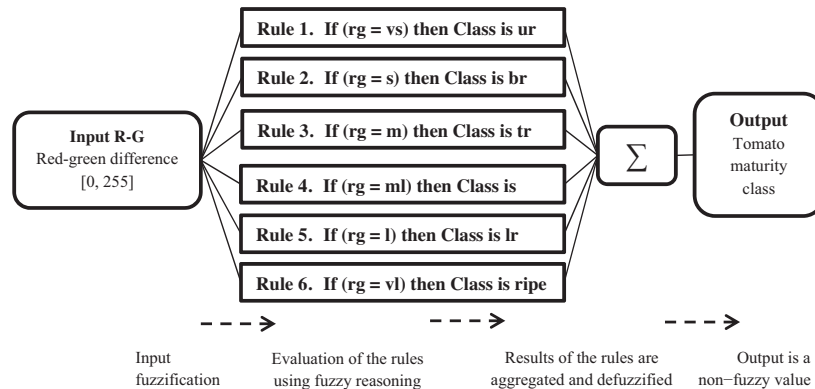 Rule 1. If (rg = vs) then Class is ur
Rule 2. If (rg = s) then Class is br
Rule 3. If (rg = m) then Class is tr
Rule 4. If (rg = ml) then Class is
Rule 5. If (rg = l) then Class is lr
Rule 6. If (rg = vl) then Class is ripe
Input R-G
Red-green difference
[0, 255]
∑
Output
Tomato
maturity
class
Input
fuzzification
Evaluation of the rules
using fuzzy reasoning
Results of the rules are
aggregated and defuzzified
Output is a
non−fuzzy value